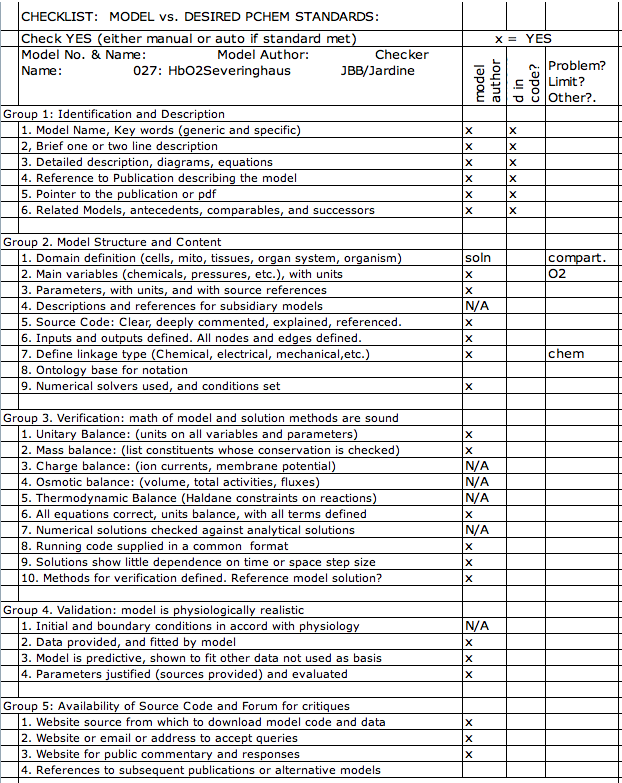 CHECKLIST: MODEL vs. DESIRED PCHEM STANDARDS:
Check YES (either manual or auto if standard met) x = YES
Model No. & Name: Model Author: Checker
Name: 027: HbO2Severinghaus JBB/Jardine
model author
d in code?
Problem?
Limit?
Other?.
Group 1: Identification and Description
1. Model Name, Key words (generic and specific) x x
2, Brief one or two line description x x
3. Detailed description, diagrams, equations x x
4. Reference to Publication describing the model x x
5. Pointer to the publication or pdf x x
6. Related Models, antecedents, comparables, and successors x x
Group 2. Model Structure and Content
1. Domain definition (cells, mito, tissues, organ system, organism) soln compart.
2. Main variables (chemicals, pressures, etc.), with units x O2
3. Parameters, with units, and with source references x
4. Descriptions and references for subsidiary models N/A
5. Source Code: Clear, deeply commented, explained, referenced. x
6. Inputs and outputs defined. All nodes and edges defined. x
7. Define linkage type (Chemical, electrical, mechanical,etc.) x chem
8. Ontology base for notation
9. Numerical solvers used, and conditions set x
Group 3. Verification: math of model and solution methods are sound
1. Unitary Balance: (units on all variables and parameters) x
2. Mass balance: (list constituents whose conservation is checked) x
3. Charge balance: (ion currents, membrane potential) N/A
4. Osmotic balance: (volume, total activities, fluxes) N/A
5. Thermodynamic Balance (Haldane constraints on reactions) N/A
6. All equations correct, units balance, with all terms defined x
7. Numerical solutions checked against analytical solutions N/A
8. Running code supplied in a common format x
9. Solutions show little dependence on time or space step size x
10. Methods for verification defined. Reference model solution? x
Group 4. Validation: model is physiologically realistic
1. Initial and boundary conditions in accord with physiology N/A
2. Data provided, and fitted by model x
3. Model is predictive, shown to fit other data not used as basis x
4. Parameters justified (sources provided) and evaluated x
Group 5: Availability of Source Code and Forum for critiques
1. Website source from which to download model code and data x
2. Website or email or address to accept queries x
3. Website for public commentary and responses x
4. References to subsequent publications or alternative models